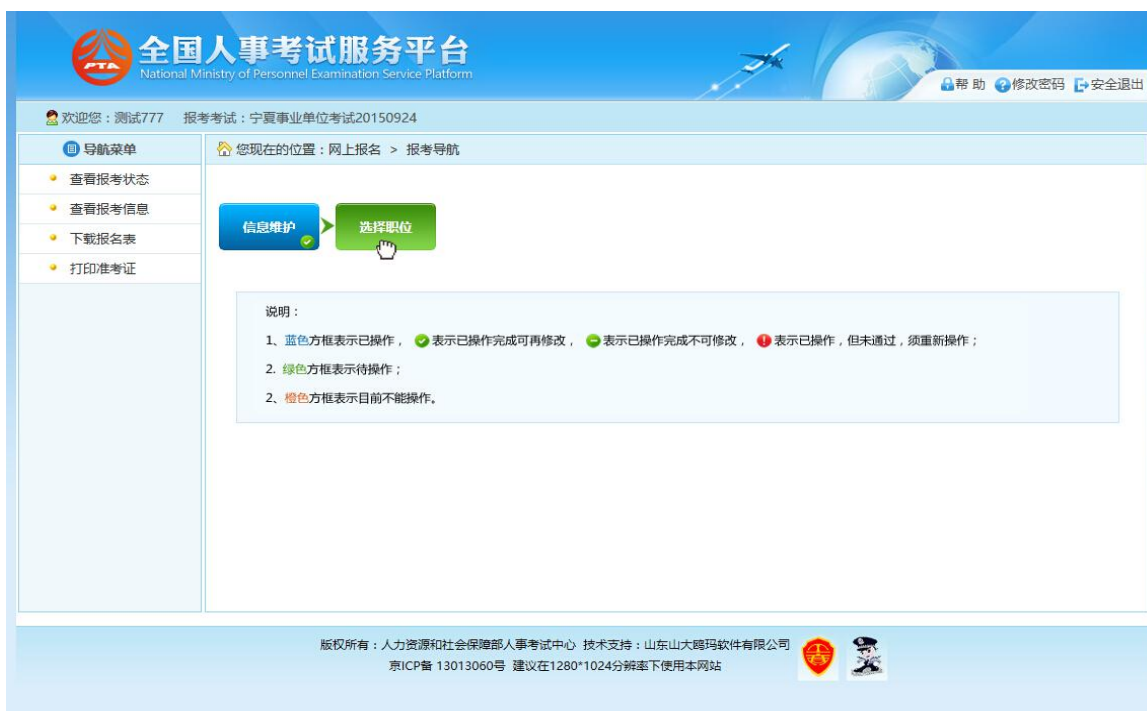 全国人事考试服务平台
PTA
National Ministry of Personnel Examination Service Platform
帮 助 修改密码 安全退出
欢迎您：测试777 报考考试：宁夏事业单位考试20150924
导航菜单
您现在的位置：网上报名 > 报考导航
查看报考状态
查看报考信息
下载报名表
打印准考证
信息维护
选择职位
说明：
1、蓝色方框表示已操作， 表示已操作完成可再修改， 表示已操作完成不可修改， 表示已操作，但未通过，须重新操作；
2. 绿色方框表示待操作；
2、橙色方框表示目前不能操作。
版权所有：人力资源和社会保障部人事考试中心 技术支持：山东山大鸥玛软件有限公司
京ICP备 13013060号 建议在1280*1024分辨率下使用本网站